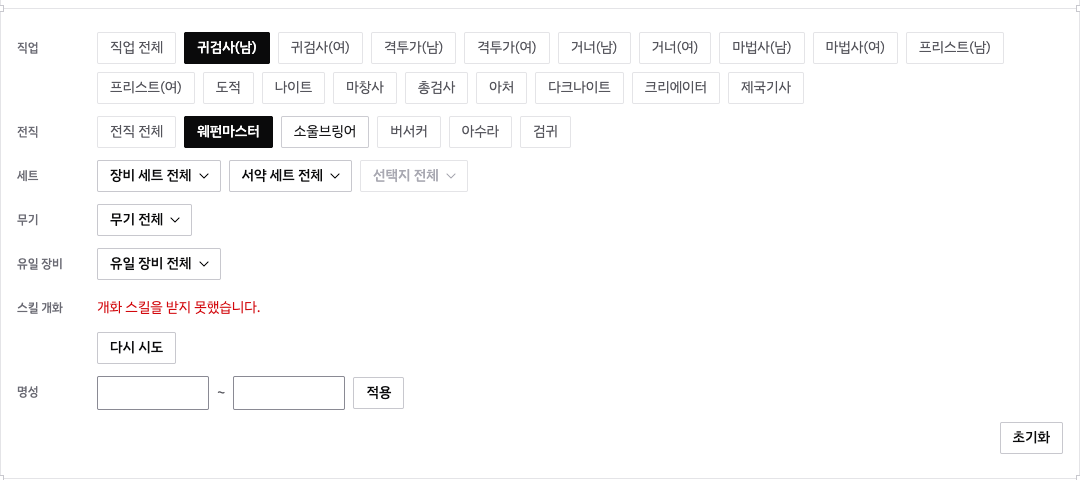 직업 직업 전체 귀검사(남) 귀검사(여) 격투가(남) 격투가(여) 거너(남) 거너(여) 마법사(남) 마법사(여) 프리스트(남)
프리스트(여) 도적 나이트 마창사 총검사 아처 다크나이트 크리에이터 제국기사
전직 전직 전체 웨펀마스터 소울브링어 버서커 아수라 검귀
세트 장비 세트 전체 서약 세트 전체 선택지 전체
무기 무기 전체
유일 장비 유일 장비 전체
스킬 개화 개화 스킬을 받지 못했습니다.
다시 시도
명성 ~ 적용
초기화